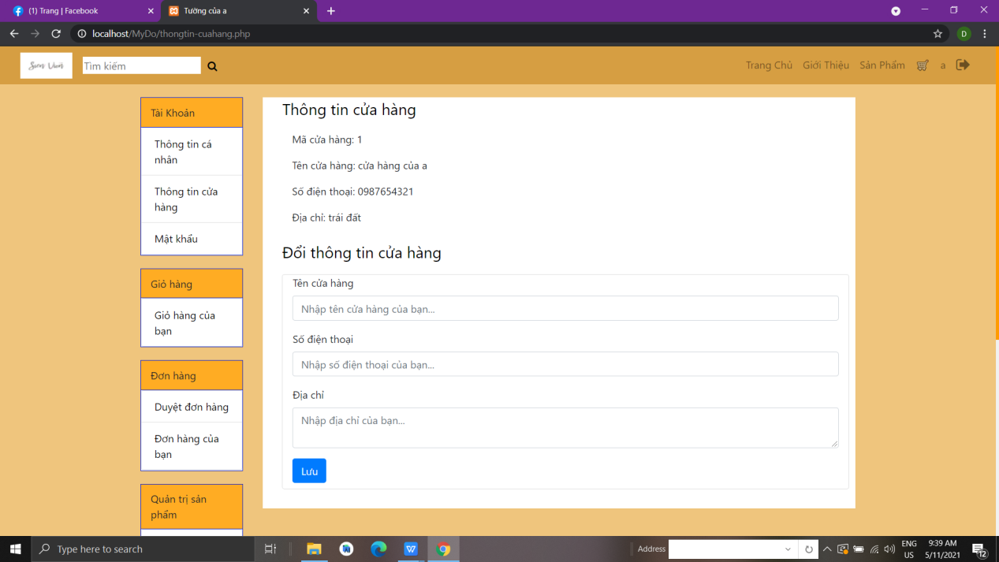 (1) Trang | Facebook
Tường của a
localhost/MyDo/thongtin-cuahang.php
D
Sen Việt
Tìm kiếm
Trang Chủ Giới Thiệu Sản Phẩm a
Tài Khoản
Thông tin cá
nhân
Thông tin cửa
hàng
Mật khẩu
Giỏ hàng
Giỏ hàng của
bạn
Đơn hàng
Duyệt đơn hàng
Đơn hàng của
bạn
Quản trị sản
phẩm
Thông tin cửa hàng
Mã cửa hàng: 1
Tên cửa hàng: cửa hàng của a
Số điện thoại: 0987654321
Địa chỉ: trái đất
Đổi thông tin cửa hàng
Tên cửa hàng
Nhập tên cửa hàng của bạn...
Số điện thoại
Nhập số điện thoại của bạn...
Địa chỉ
Nhập địa chỉ của bạn...
Lưu
Type here to search
Address
ENG
US
9:39 AM
5/11/2021
12